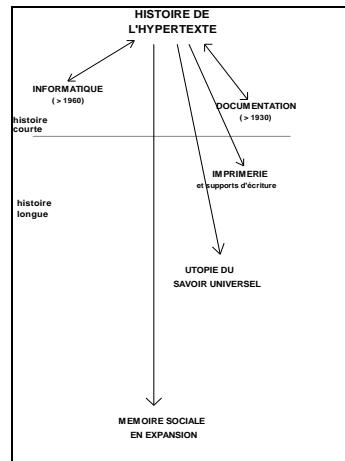 HISTOIRE DE
L'HYPERTEXTE
INFORMATIQUE
( > 1960)
DOCUMENTATION
( > 1930)
histoire
courte
IMPRIMERIE
et supports d'écriture
histoire
longue
UTOPIE DU
SAVOIR UNIVERSEL
MEMOIRE SOCIALE
EN EXPANSION